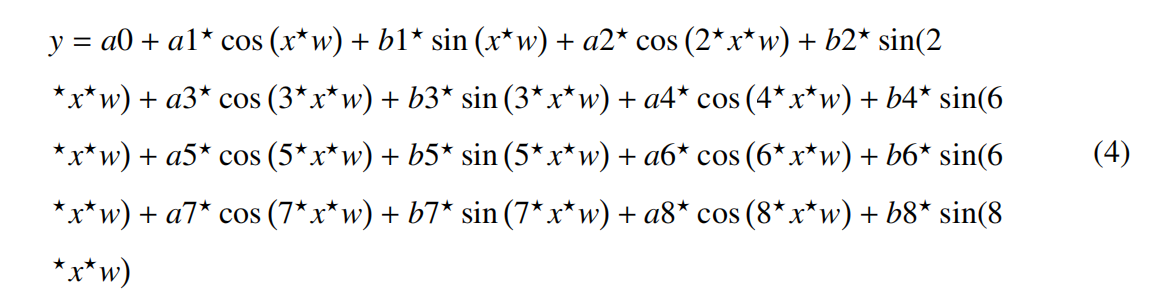 y = a0 + a1* cos (x*w) + b1* sin (x*w) + a2* cos (2*x*w) + b2* sin(2
*x*w) + a3* cos (3*x*w) + b3* sin (3*x*w) + a4* cos (4*x*w) + b4* sin(6
*x*w) + a5* cos (5*x*w) + b5* sin (5*x*w) + a6* cos (6*x*w) + b6* sin(6 (4)
*x*w) + a7* cos (7*x*w) + b7* sin (7*x*w) + a8* cos (8*x*w) + b8* sin(8
*x*w)